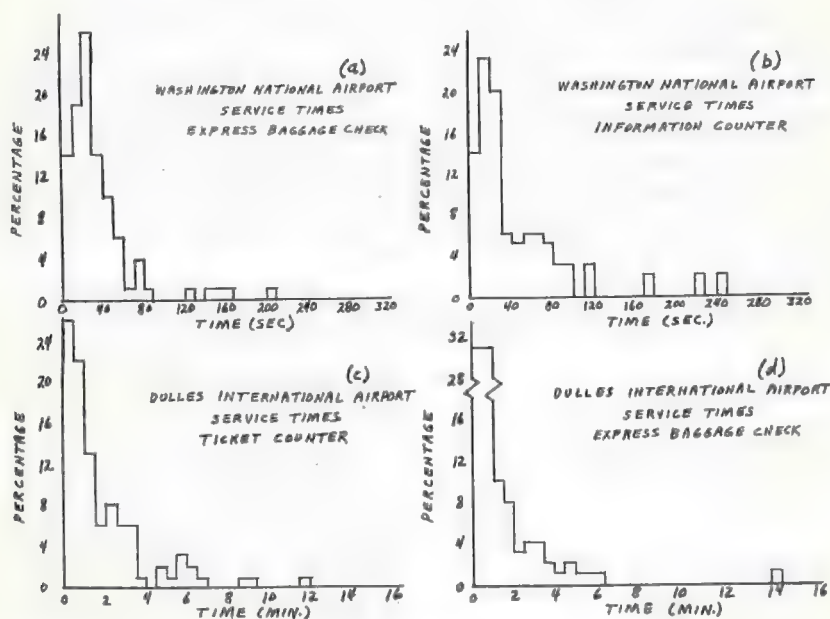 (a)
WASHINGTON NATIONAL AIRPORT
SERVICE TIMES
EXPRESS BAGGAGE CHECK
PERCENTAGE
24
20
16
12
8
4
0
0 40 80 120 160 200 240 280 320
TIME (SEC)
(b)
WASHINGTON NATIONAL AIRPORT
SERVICE TIMES
INFORMATION COUNTER
PERCENTAGE
24
20
16
12
8
4
0
0 40 80 120 160 200 240 280 320
TIME (SEC.)
(c)
DULLES INTERNATIONAL AIRPORT
SERVICE TIMES
TICKET COUNTER
PERCENTAGE
24
20
16
12
8
4
0
0 2 4 6 8 10 12 14 16
TIME (MIN.)
(d)
DULLES INTERNATIONAL AIRPORT
SERVICE TIMES
EXPRESS BAGGAGE CHECK
PERCENTAGE
32
28
16
12
8
4
0
0 2 4 6 8 10 12 14 16
TIME (MIN.)